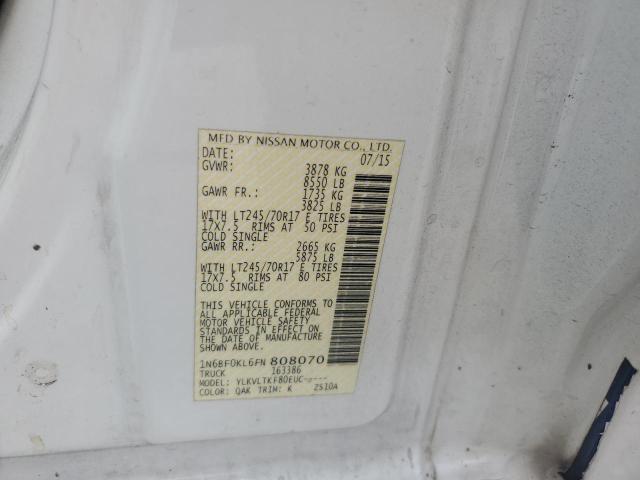 MFD BY NISSAN MOTOR CO., LTD.
DATE: 07/15
GVWR: 3878 KG
8550 LB
GAWR FR.: 1735 KG
3825 LB
WITH LT245/70R17 E TIRES
17X7.5 RIMS AT 50 PSI
COLD SINGLE
GAWR RR.: 2665 KG
5875 LB
WITH LT245/70R17 E TIRES
17X7.5 RIMS AT 80 PSI
COLD SINGLE
THIS VEHICLE CONFORMS TO
ALL APPLICABLE FEDERAL
MOTOR VEHICLE SAFETY
STANDARDS IN EFFECT ON
THE DATE OF MANUFACTURE
SHOWN ABOVE.
1N6BF0KL6FN808070
TRUCK 163386
MODEL: YLKVLTKF80EUC-----
COLOR: QAK TRIM: K 2510A